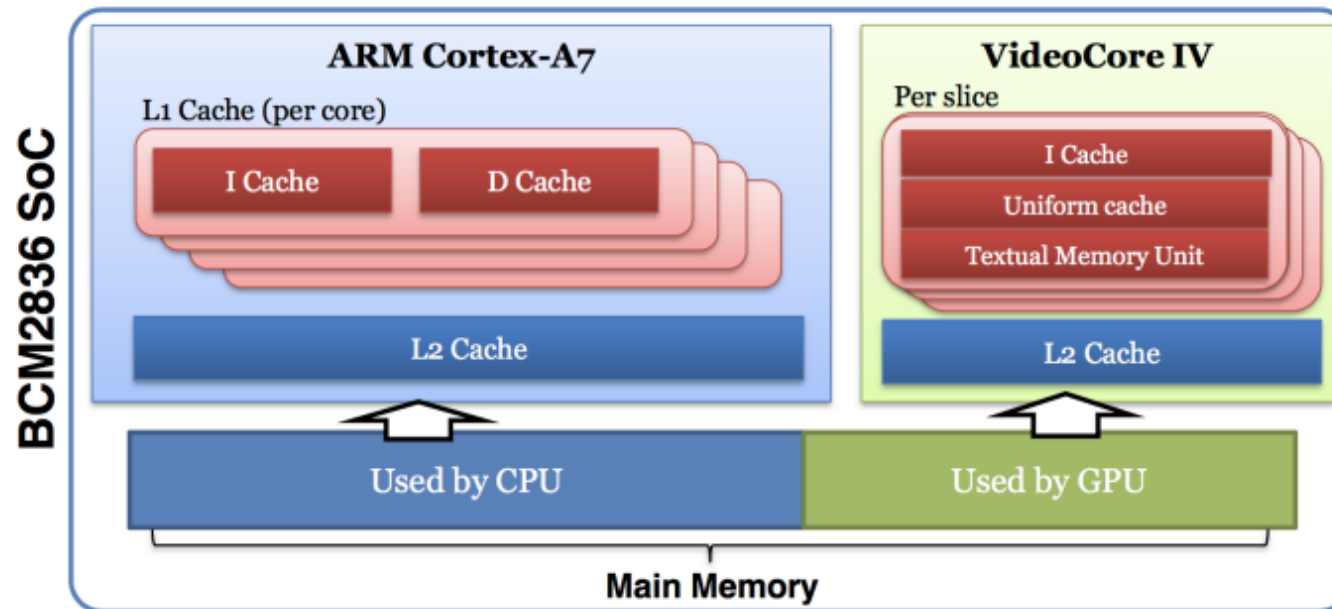 BCM2836 SoC
ARM Cortex-A7
L1 Cache (per core)
I Cache
D Cache
L2 Cache
VideoCore IV
Per slice
I Cache
Uniform cache
Textual Memory Unit
L2 Cache
Used by CPU
Used by GPU
Main Memory